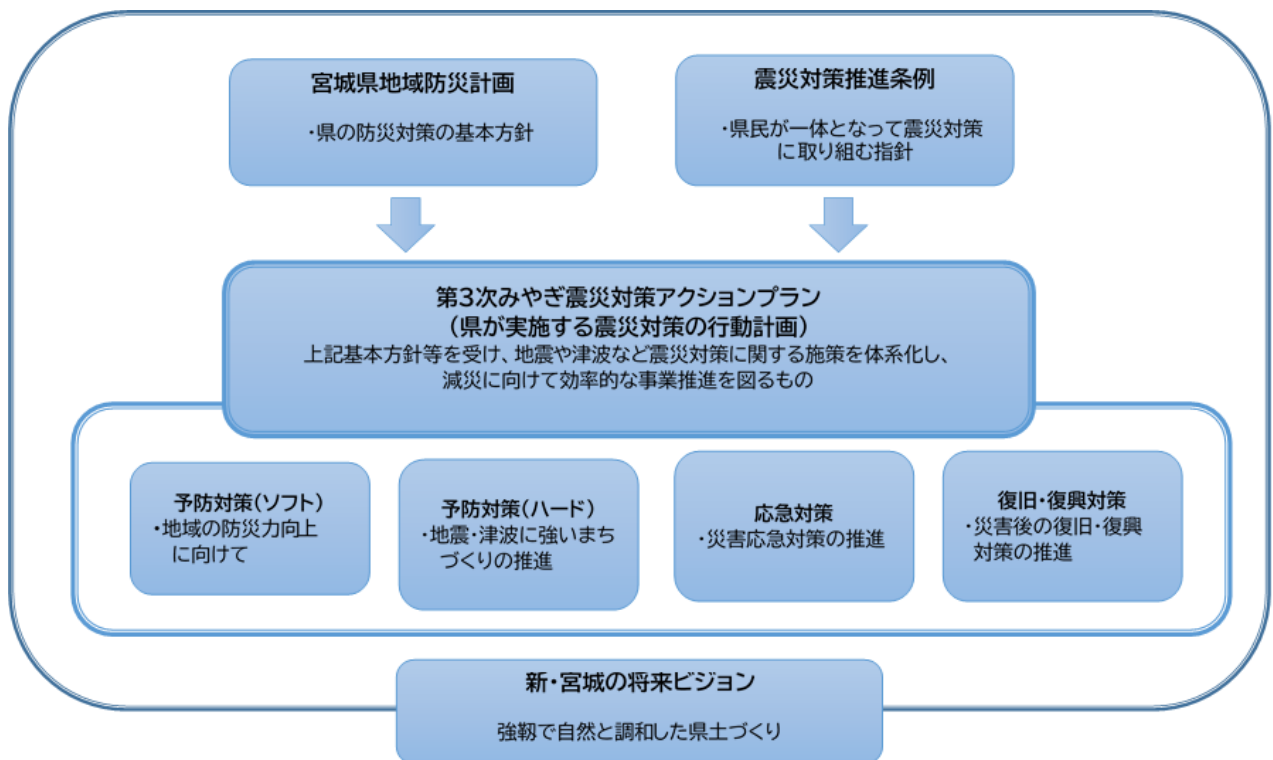 宮城県地域防災計画
・県の防災対策の基本方針
震災対策推進条例
・県民が一体となって震災対策
に取り組む指針
第3次みやぎ震災対策アクションプラン
(県が実施する震災対策の行動計画)
上記基本方針等を受け、地震や津波など震災対策に関する施策を体系化し、
減災に向けて効率的な事業推進を図るもの
予防対策(ソフト)
・地域の防災力向上
に向けて
予防対策(ハード)
・地震・津波に強いまち
づくりの推進
応急対策
・災害応急対策の推進
復旧・復興対策
・災害後の復旧・復興
対策の推進
新・宮城の将来ビジョン
強靭で自然と調和した県土づくり